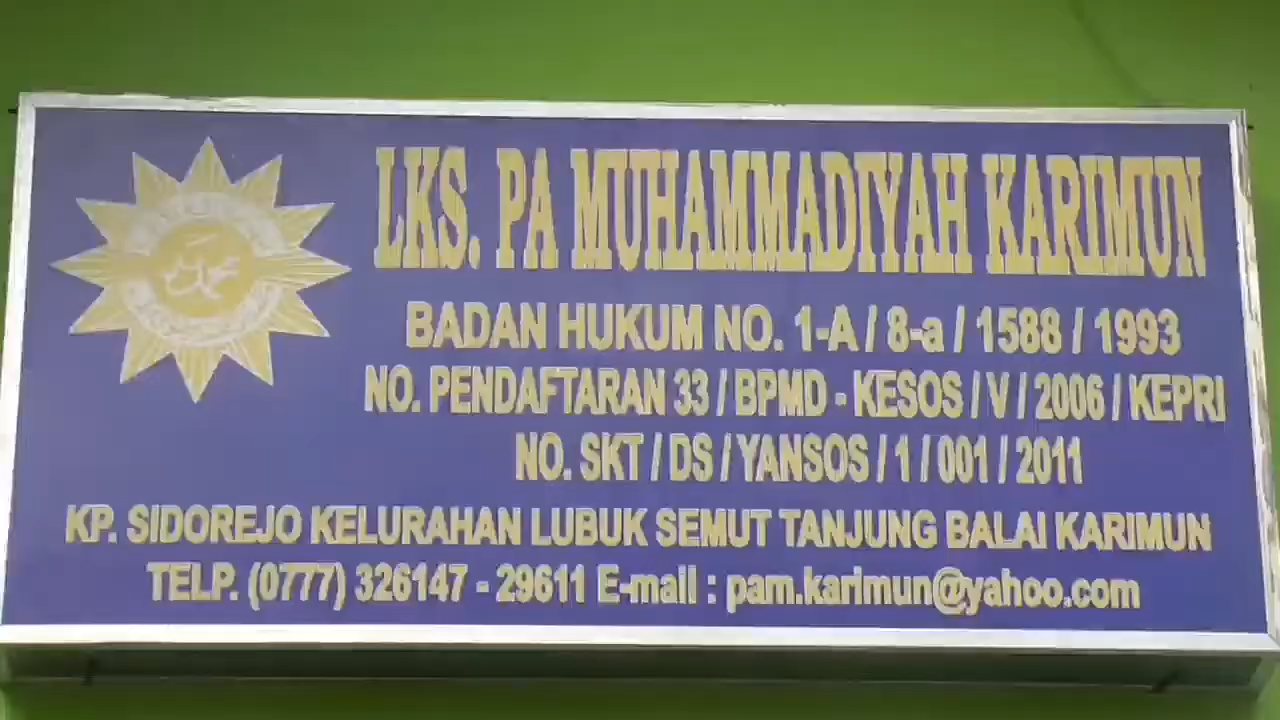 LKS. PA MUHAMMADIYAH KARIMUN
BADAN HUKUM NO. 1-A / 8-a / 1588 / 1993
NO. PENDAFTARAN 33 / BPMD - KESOS / V / 2006 / KEPRI
NO. SKT / DS / YANSOS / 1 / 001 / 2011
KP. SIDOREJO KELURAHAN LUBUK SEMUT TANJUNG BALAI KARIMUN
TELP. (0777) 326147 - 29611 E-mail : pam.karimun@yahoo.com